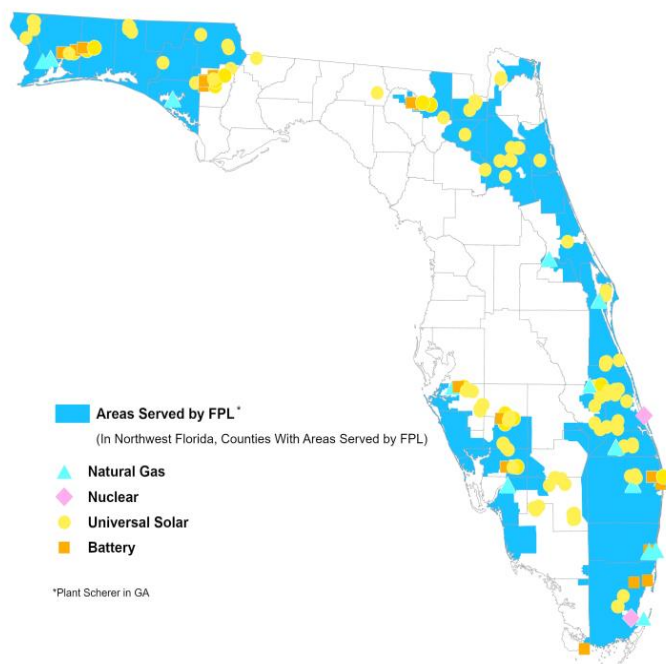 Areas Served by FPL*
(In Northwest Florida, Counties With Areas Served by FPL)
Natural Gas
Nuclear
Universal Solar
Battery
*Plant Scherer in GA